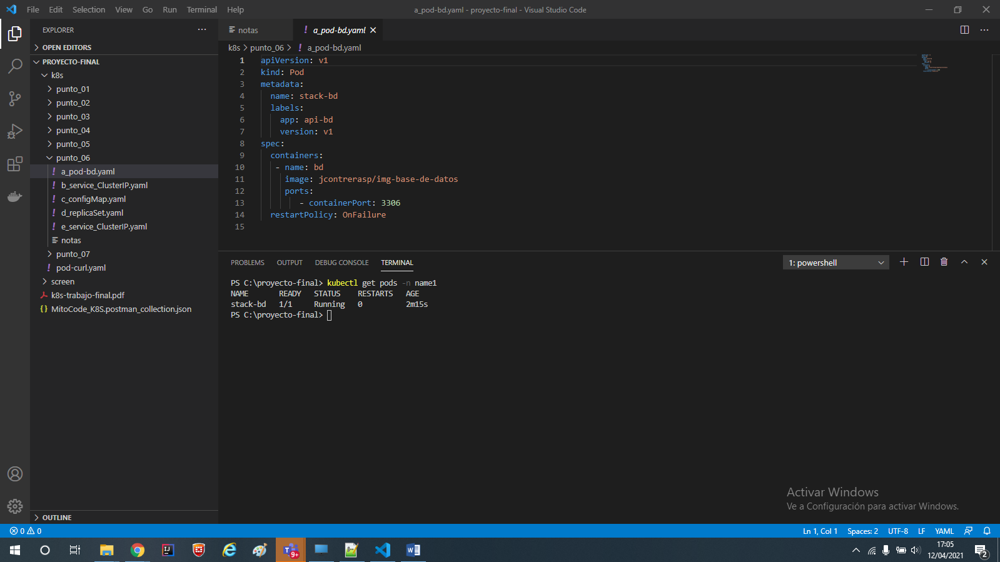 File Edit Selection View Go Run Terminal Help
a_pod-bd.yaml - proyecto-final - Visual Studio Code
EXPLORER
OPEN EDITORS
PROYECTO-FINAL
k8s
punto_01
punto_02
punto_03
punto_04
punto_05
punto_06
! a_pod-bd.yaml
! b_service_ClusterIP.yaml
! c_configMap.yaml
! d_replicaSet.yaml
! e_service_ClusterIP.yaml
notas
punto_07
! pod-curl.yaml
screen
k8s-trabajo-final.pdf
{} MitoCode_K8S.postman_collection.json
OUTLINE
notas
! a_pod-bd.yaml
k8s > punto_06 > ! a_pod-bd.yaml
1 apiVersion: v1
2 kind: Pod
3 metadata:
4 name: stack-bd
5 labels:
6 app: api-bd
7 version: v1
8 spec:
9 containers:
10 - name: bd
11 image: jcontrerasp/img-base-de-datos
12 ports:
13 - containerPort: 3306
14 restartPolicy: OnFailure
15
PROBLEMS OUTPUT DEBUG CONSOLE TERMINAL
1: powershell
PS C:\proyecto-final> kubectl get pods -n name1
NAME READY STATUS RESTARTS AGE
stack-bd 1/1 Running 0 2m15s
PS C:\proyecto-final>
Activar Windows
Ve a Configuración para activar Windows.
0 0
Ln 1, Col 1 Spaces: 2 UTF-8 LF YAML
9+
17:05
12/04/2021
2